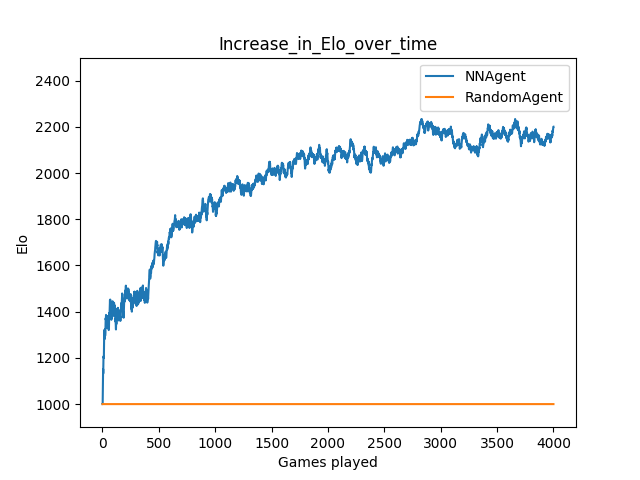 Increase_in_Elo_over_time
NNAgent
RandomAgent
2400
2200
2000
1800
1600
1400
1200
1000
Elo
0 500 1000 1500 2000 2500 3000 3500 4000
Games played